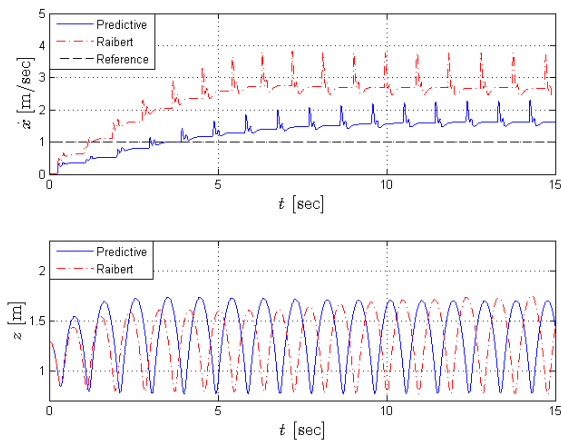 5
4
3
2
1
0
ẋ [m/sec]
Predictive
Raibert
Reference
0
5
10
15
t [sec]
2
1.5
1
z [m]
Predictive
Raibert
0
5
10
15
t [sec]